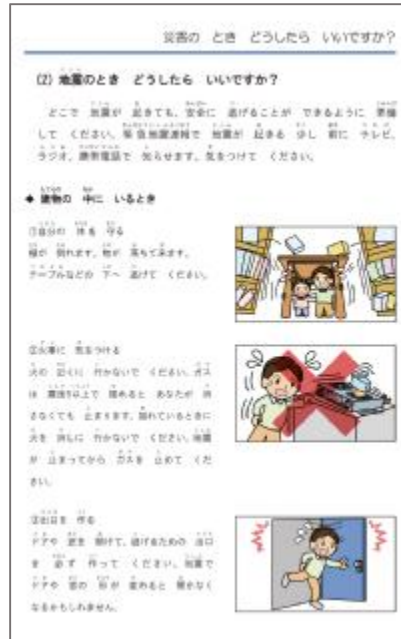 災害の とき どうしたら いいですか?
(2) 地震のとき どうしたら いいですか?
どこで 地震が 起きても、安全に 逃げることが できるように 準備
して ください。緊急地震速報で 地震が 起きる 少し 前に テレビ、
ラジオ、携帯電話で 知らせます。気をつけて ください。
◆ 建物の 中に いるとき
①自分の 体を 守る
棚が 倒れます。物が 落ちて来ます。
テーブルなどの 下へ 逃げて ください。
②火事に 気をつける
火の 近くに 行かないで ください。ガス
は 震度5以上で 揺れると あなたが 消
さなくても 止まります。揺れているときに
火を 消しに 行かないで ください。地震
が 止まってから ガスを 止めて くだ
さい。
③出口を 作る
ドアや 窓を 開けて、逃げるための 出口
を 必ず 作って ください。地震で
ドアや 窓の 形が 変わると 開かなく
なるかもしれません。